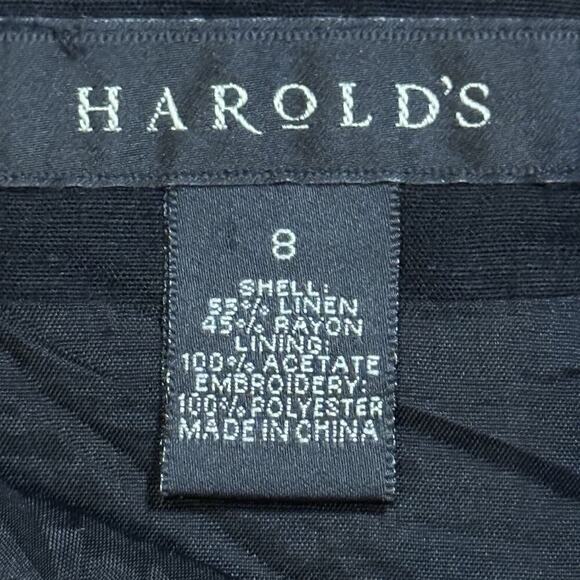 HAROLD'S
8
SHELL:
55% LINEN
45% RAYON
LINING:
100% ACETATE
EMBROIDERY:
100% POLYESTER
MADE IN CHINA